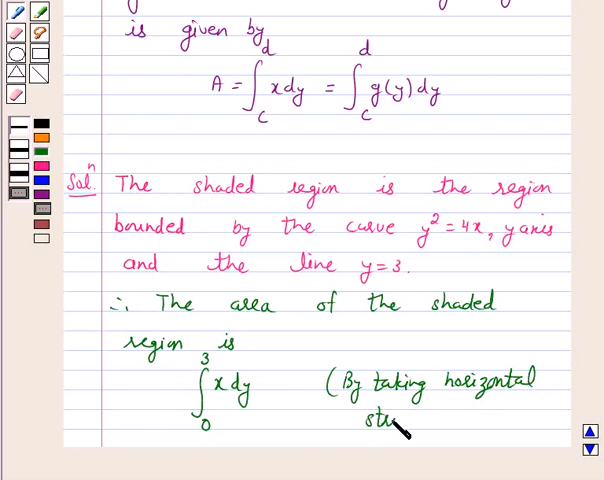 is given by
A = ∫_C^d x dy = ∫_C^d g(y) dy
Solⁿ. The shaded region is the region
bounded by the curve y² = 4x, y axis
and the line y = 3.
∴ The area of the shaded
region is
∫_0^3 x dy (By taking horizontal